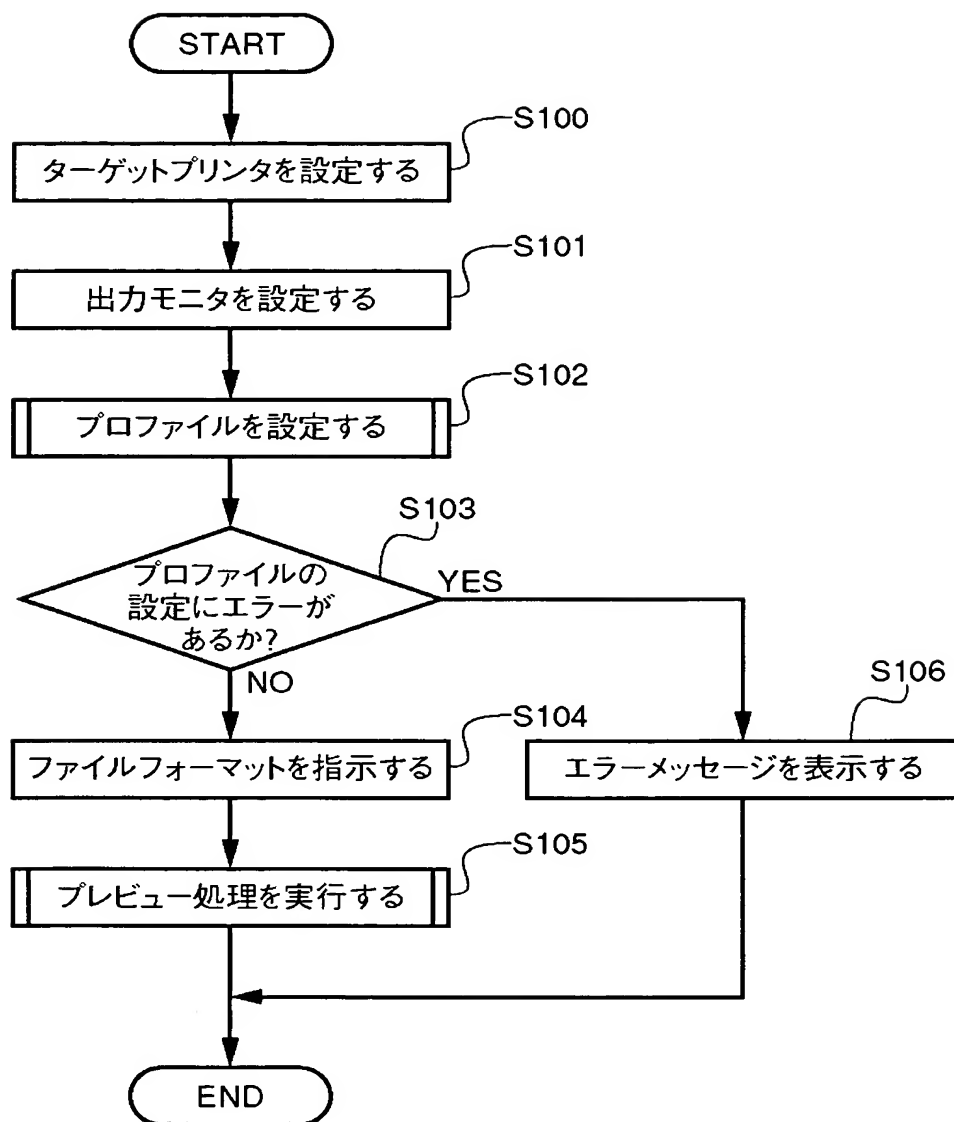 START
S100
ターゲットプリンタを設定する
S101
出力モニタを設定する
S102
プロファイルを設定する
S103
プロファイルの
設定にエラーが
あるか?
YES
NO
S104
ファイルフォーマットを指示する
S106
エラーメッセージを表示する
S105
プレビュー処理を実行する
END